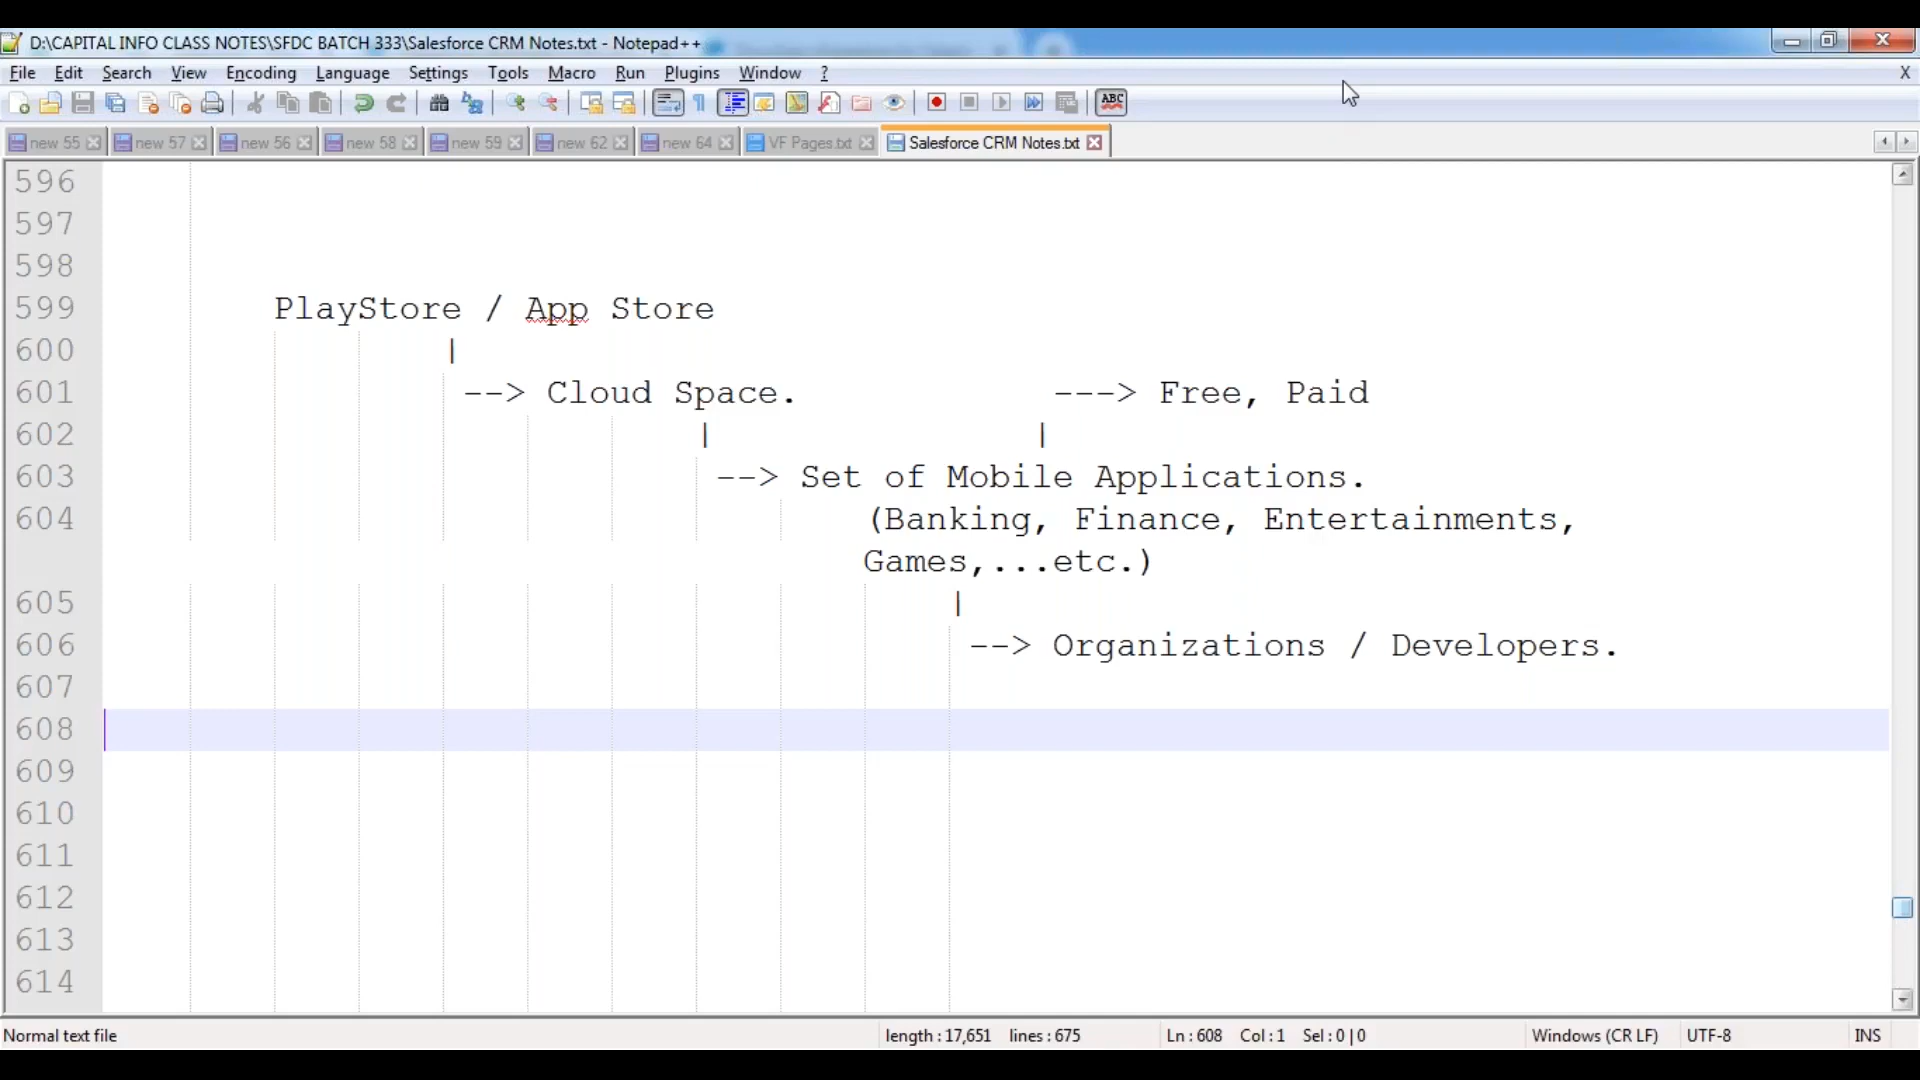 D:\CAPITAL INFO CLASS NOTES\SFDC BATCH 333\Salesforce CRM Notes.txt - Notepad++
File Edit Search View Encoding Language Settings Tools Macro Run Plugins Window ? X
ABC
new 55 new 57 new 56 new 58 new 59 new 62 new 64 VF Pages.txt Salesforce CRM Notes.txt
596
597
598
599 PlayStore / App Store
600 |
601 --> Cloud Space. ---> Free, Paid
602 | |
603 --> Set of Mobile Applications.
604 (Banking, Finance, Entertainments,
Games,...etc.)
605 |
606 --> Organizations / Developers.
607
608
609
610
611
612
613
614
Normal text file length : 17,651 lines : 675 Ln : 608 Col : 1 Sel : 0 | 0 Windows (CR LF) UTF-8 INS